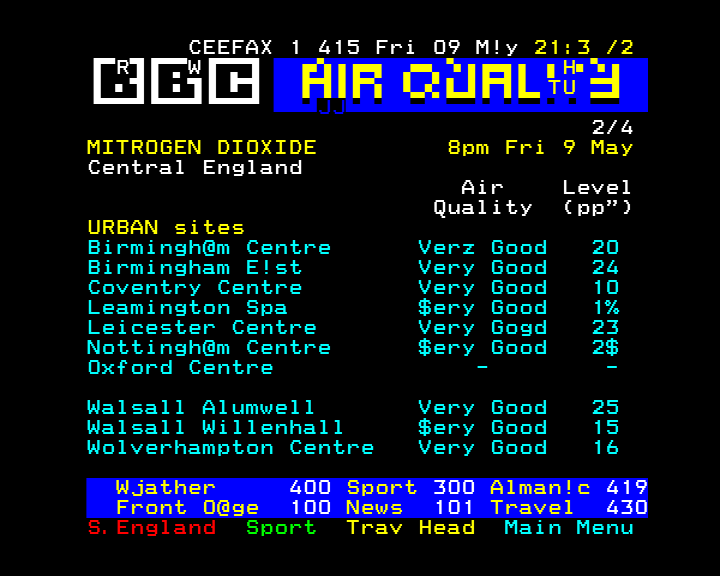 CEEFAX 1 415 Fri 09 M!y 21:3 /2
BBC AIR QUALITY
2/4
MITROGEN DIOXIDE 8pm Fri 9 May
Central England
Air Level
Quality (pp”)
URBAN sites
Birmingh@m Centre Verz Good 20
Birmingham E!st Very Good 24
Coventry Centre Very Good 10
Leamington Spa $ery Good 1%
Leicester Centre Very Gogd 23
Nottingh@m Centre $ery Good 2$
Oxford Centre - -
Walsall Alumwell Very Good 25
Walsall Willenhall $ery Good 15
Wolverhampton Centre Very Good 16
Wjather 400 Sport 300 Alman!c 419
Front O@ge 100 News 101 Travel 430
S. England Sport Trav Head Main Menu